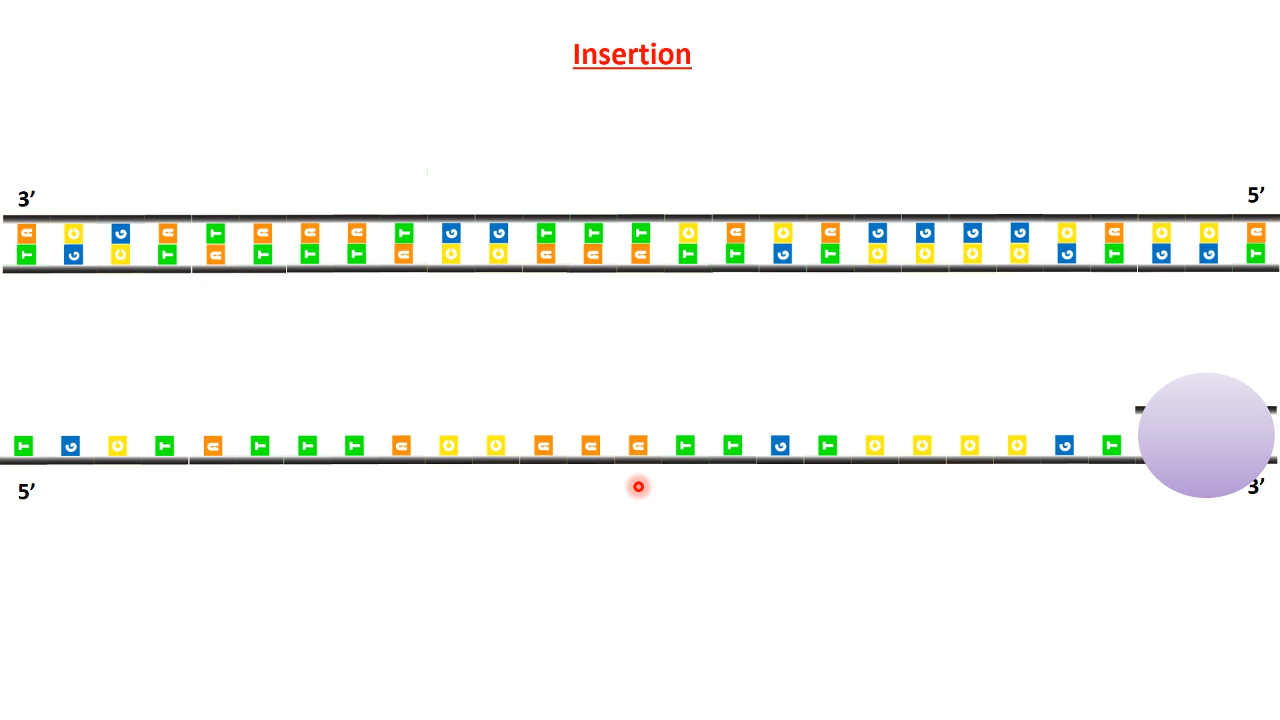 Insertion
3’ 5’
A C G A T A A A T G G T T T C A C A G G G G C A C C A
T G C T A T T T A C C A A A T T G T C C C C G T G G T
T G C T A T T T A C C A A A T T G T C C C C G T
5’ 3’